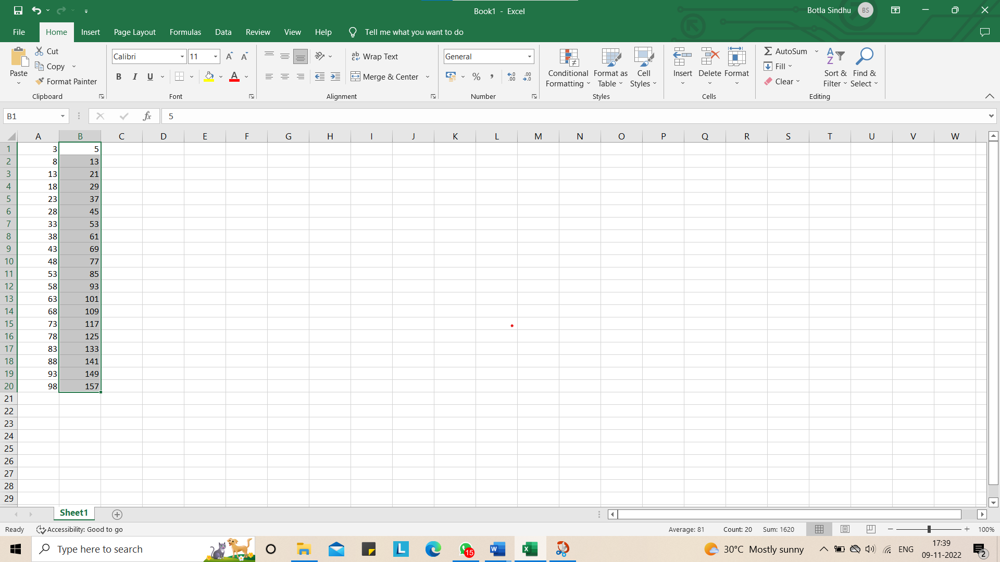 Book1 - Excel
Botla Sindhu
BS
File
Home
Insert
Page Layout
Formulas
Data
Review
View
Help
Tell me what you want to do
Paste
Cut
Copy
Format Painter
Clipboard
Calibri
11
B I U
Font
Wrap Text
Merge & Center
Alignment
General
% ,
Number
Conditional Formatting
Format as Table
Cell Styles
Styles
Insert
Delete
Format
Cells
AutoSum
Fill
Clear
Sort & Filter
Find & Select
Editing
B1
fx
5
A B C D E F G H I J K L M N O P Q R S T U V W
1 3 5
2 8 13
3 13 21
4 18 29
5 23 37
6 28 45
7 33 53
8 38 61
9 43 69
10 48 77
11 53 85
12 58 93
13 63 101
14 68 109
15 73 117
16 78 125
17 83 133
18 88 141
19 93 149
20 98 157
21
22
23
24
25
26
27
28
29
Sheet1
Ready
Accessibility: Good to go
Average: 81
Count: 20
Sum: 1620
100%
Type here to search
15
30°C Mostly sunny
ENG
17:39
09-11-2022
2